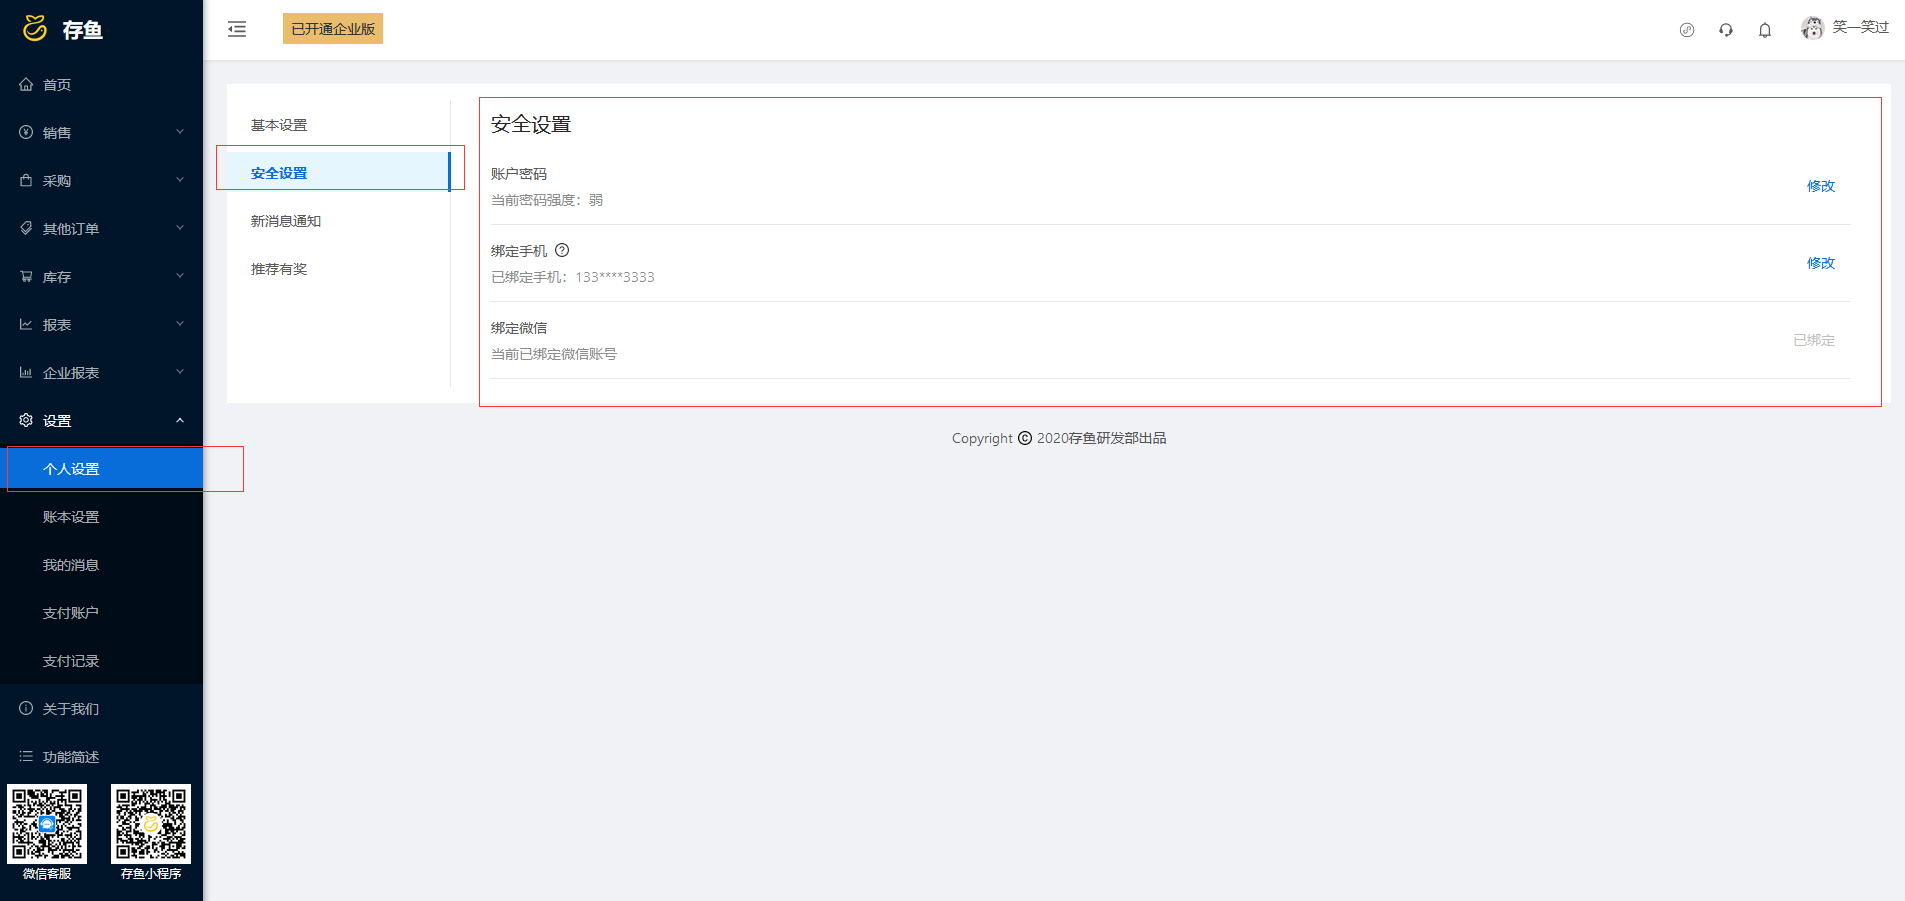 存鱼
首页
销售
采购
其他订单
库存
报表
企业报表
设置
个人设置
账本设置
我的消息
支付账户
支付记录
关于我们
功能简述
微信客服
存鱼小程序
已开通企业版
笑一笑过
基本设置
安全设置
新消息通知
推荐有奖
安全设置
账户密码
当前密码强度：弱
修改
绑定手机
已绑定手机：133****3333
修改
绑定微信
当前已绑定微信账号
已绑定
Copyright © 2020存鱼研发部出品